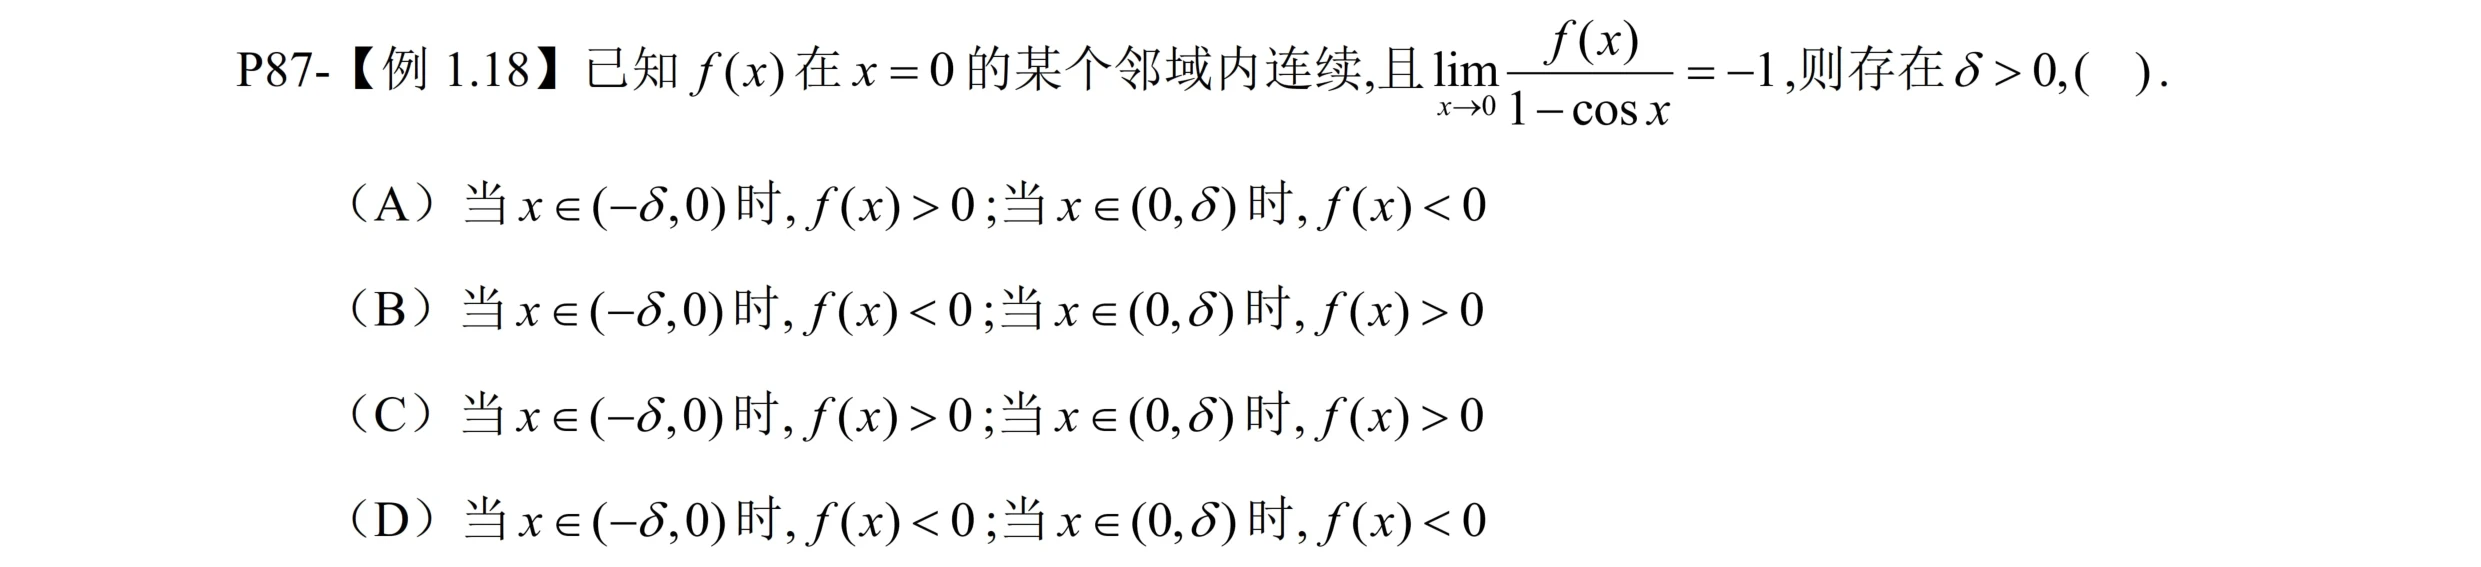 P87-【例 1.18】已知 f(x) 在 x = 0 的某个邻域内连续,且 lim_{x→0} \frac{f(x)}{1-cos x} = -1,则存在 δ > 0,( ).
（A）当 x∈(-δ,0) 时, f(x) > 0 ;当 x∈(0,δ) 时, f(x) < 0
（B）当 x∈(-δ,0) 时, f(x) < 0 ;当 x∈(0,δ) 时, f(x) > 0
（C）当 x∈(-δ,0) 时, f(x) > 0 ;当 x∈(0,δ) 时, f(x) > 0
（D）当 x∈(-δ,0) 时, f(x) < 0 ;当 x∈(0,δ) 时, f(x) < 0